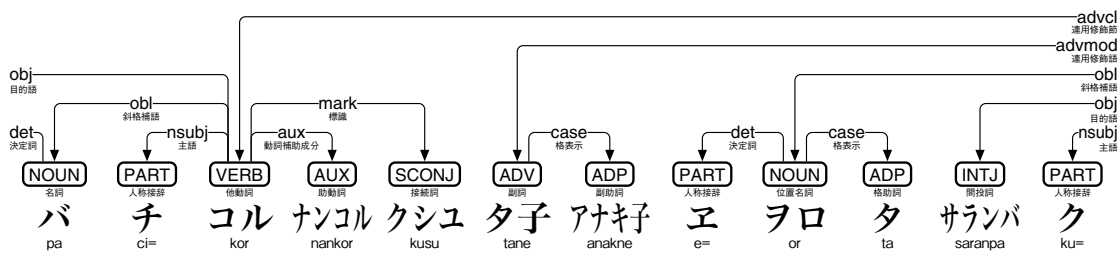 advcl
連用修飾節
advmod
連用修飾語
obj obl
目的語 斜格補語
obl mark obj
斜格補語 標識 目的語
det nsubj aux case det case nsubj
決定詞 主語 動詞補助成分 格表示 決定詞 格表示 主語
NOUN PART VERB AUX SCONJ ADV ADP PART NOUN ADP INTJ PART
名詞 人称接辞 他動詞 助動詞 接続詞 副詞 副助詞 人称接辞 位置名詞 格助詞 間投詞 人称接辞
バ チ コル ナンコル クシユ タ子 アナキ子 ヱ ヲロ タ サランバ ク
pa ci= kor nankor kusu tane anakne e= or ta saranpa ku=